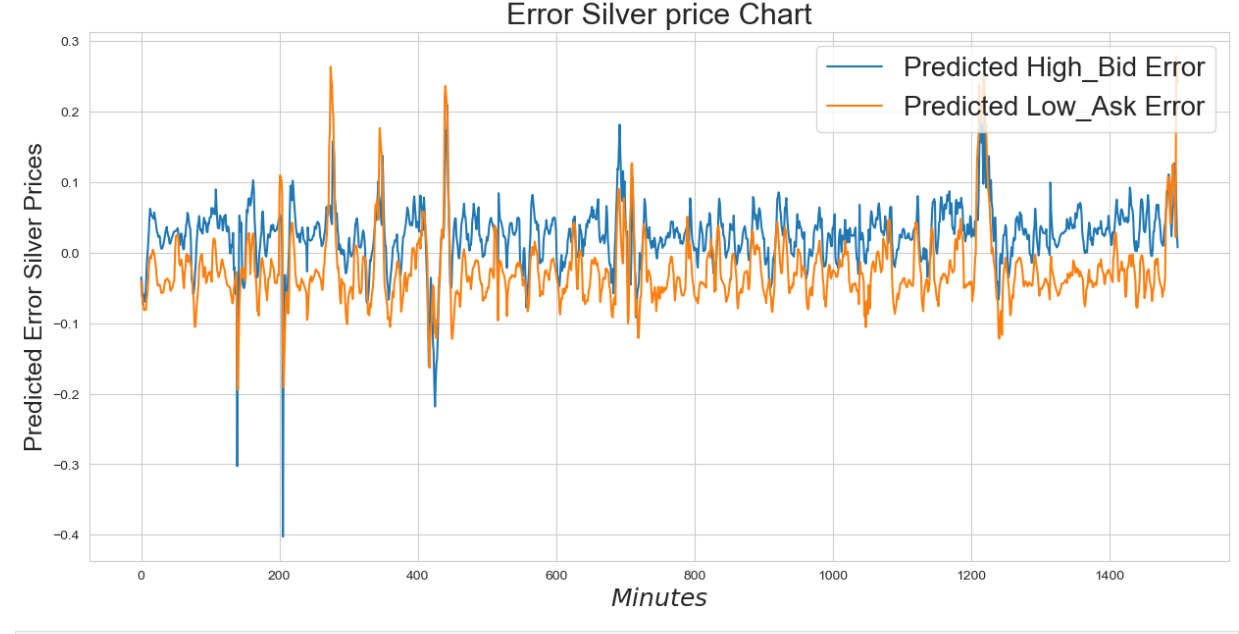 Error Silver price Chart
Predicted High_Bid Error
Predicted Low_Ask Error
Predicted Error Silver Prices
0.3
0.2
0.1
0.0
−0.1
−0.2
−0.3
−0.4
0 200 400 600 800 1000 1200 1400
Minutes